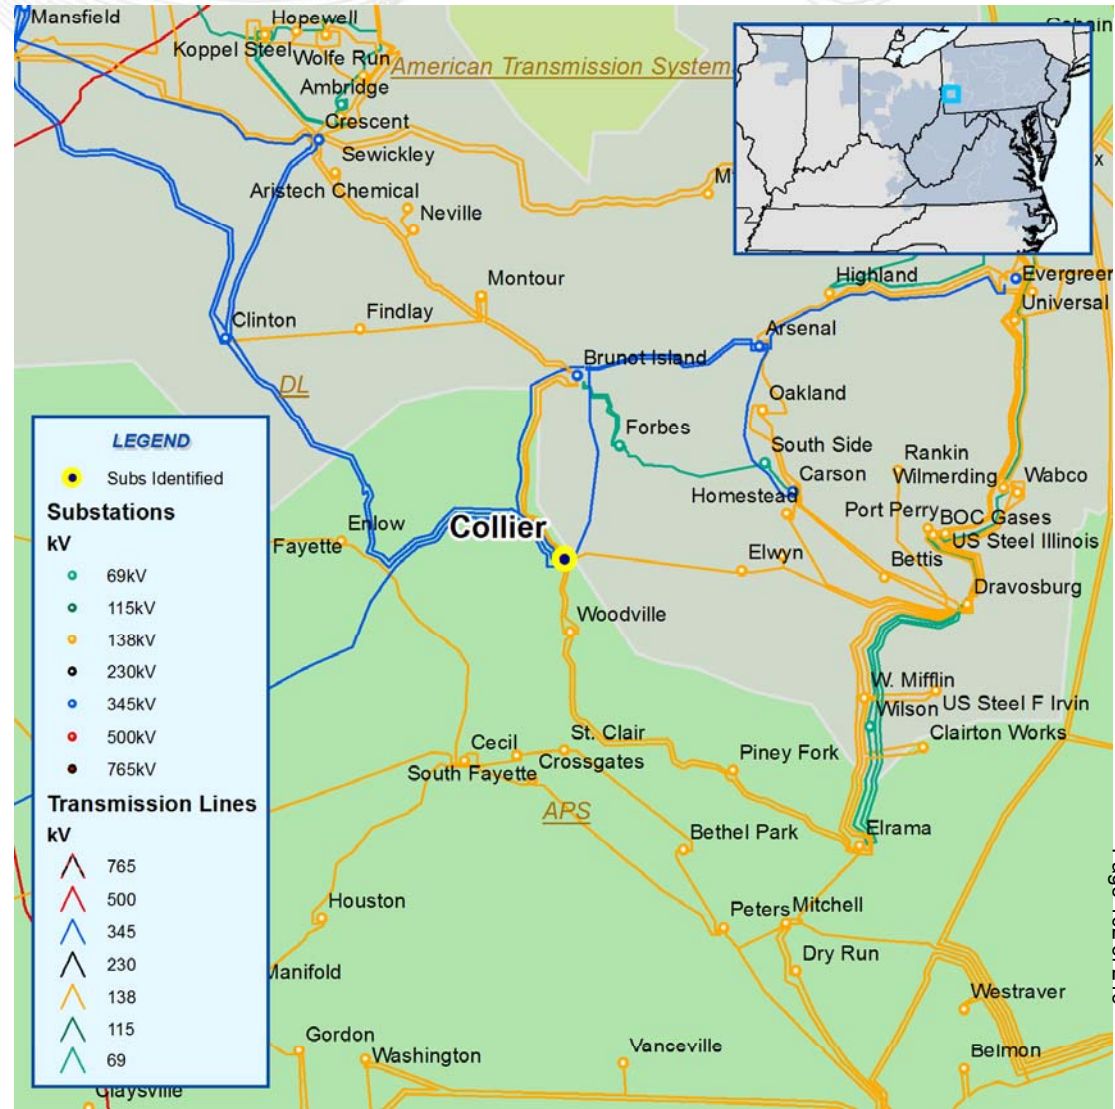 Mansfield
Hopewell
Koppel Steel
Wolfe Run
American Transmission System
Ambridge
Crescent
Sewickley
Aristech Chemical
Neville
Montour
Highland
Evergreen
Universal
Findlay
Clinton
Arsenal
Brunot Island
DL
Oakland
Forbes
South Side
Rankin
Carson
Wilmerding
Wabco
Homestead
Port Perry
BOC Gases
US Steel Illinois
Enlow
Collier
Fayette
Elwyn
Bettis
Dravosburg
Woodville
W. Mifflin
Wilson
US Steel F Irvin
Clairton Works
St. Clair
Cecil
Crossgates
Piney Fork
South Fayette
APS
Bethel Park
Elrama
Houston
Peters
Mitchell
Dry Run
Manifold
Westraver
Gordon
Washington
Vanceville
Belmon
Claysville
LEGEND
Subs Identified
Substations
kV
69kV
115kV
138kV
230kV
345kV
500kV
765kV
Transmission Lines
kV
765
500
345
230
138
115
69